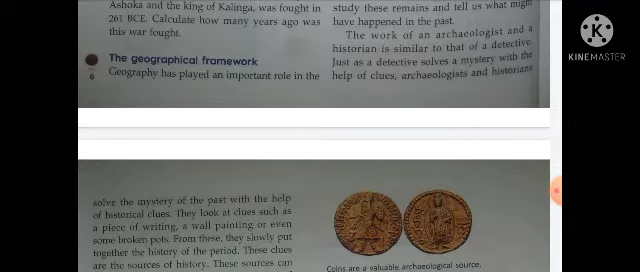 Ashoka and the king of Kalinga, was fought in
261 BCE. Calculate how many years ago was
this war fought.
The geographical framework
Geography has played an important role in the
6
study these remains and tell us what might
have happened in the past.
The work of an archaeologist and a
historian is similar to that of a detective.
Just as a detective solves a mystery with the
help of clues, archaeologists and historians
solve the mystery of the past with the help
of historical clues. They look at clues such as
a piece of writing, a wall painting or even
some broken pots. From these, they slowly put
together the history of the period. These clues
are the sources of history. These sources can
Coins are a valuable archaeological source.
K
KINEMASTER